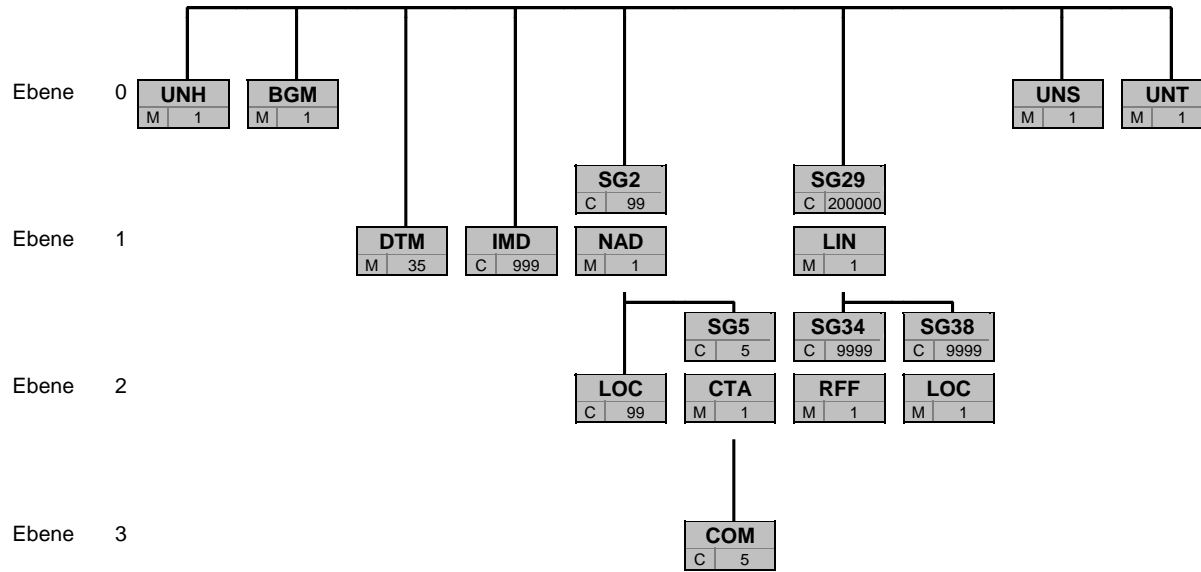 Ebene 0 UNH BGM UNS UNT
M 1 M 1 M 1 M 1
SG2 SG29
C 99 C 200000
Ebene 1 DTM IMD NAD LIN
M 35 C 999 M 1 M 1
SG5 SG34 SG38
C 5 C 9999 C 9999
Ebene 2 LOC CTA RFF LOC
C 99 M 1 M 1 M 1
Ebene 3 COM
C 5